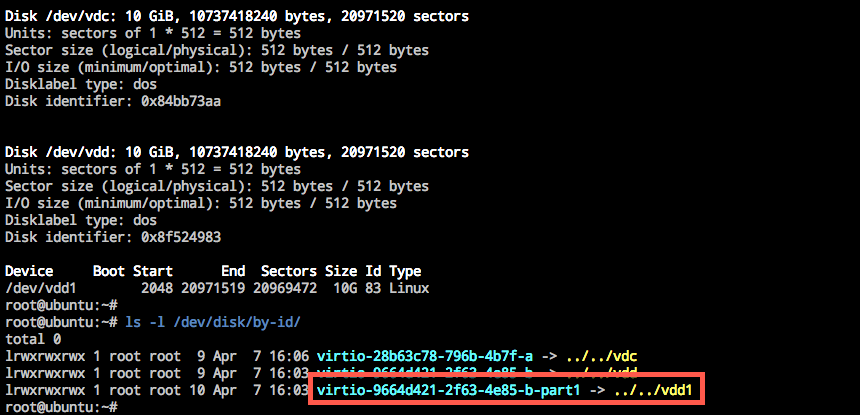 Disk /dev/vdc: 10 GiB, 10737418240 bytes, 20971520 sectors
Units: sectors of 1 * 512 = 512 bytes
Sector size (logical/physical): 512 bytes / 512 bytes
I/O size (minimum/optimal): 512 bytes / 512 bytes
Disklabel type: dos
Disk identifier: 0x84bb73aa
Disk /dev/vdd: 10 GiB, 10737418240 bytes, 20971520 sectors
Units: sectors of 1 * 512 = 512 bytes
Sector size (logical/physical): 512 bytes / 512 bytes
I/O size (minimum/optimal): 512 bytes / 512 bytes
Disklabel type: dos
Disk identifier: 0x8f524983
Device     Boot Start      End  Sectors Size Id Type
/dev/vdd1        2048 20971519 20969472  10G 83 Linux
root@ubuntu:~#
root@ubuntu:~# ls -l /dev/disk/by-id/
total 0
lrwxrwxrwx 1 root root  9 Apr  7 16:06 virtio-28b63c78-796b-4b7f-a -> ../../vdc
lrwxrwxrwx 1 root root  9 Apr  7 16:03 virtio-9664d421-2f63-4e85-b -> ../../vdd
lrwxrwxrwx 1 root root 10 Apr  7 16:03 virtio-9664d421-2f63-4e85-b-part1 -> ../../vdd1
root@ubuntu:~#